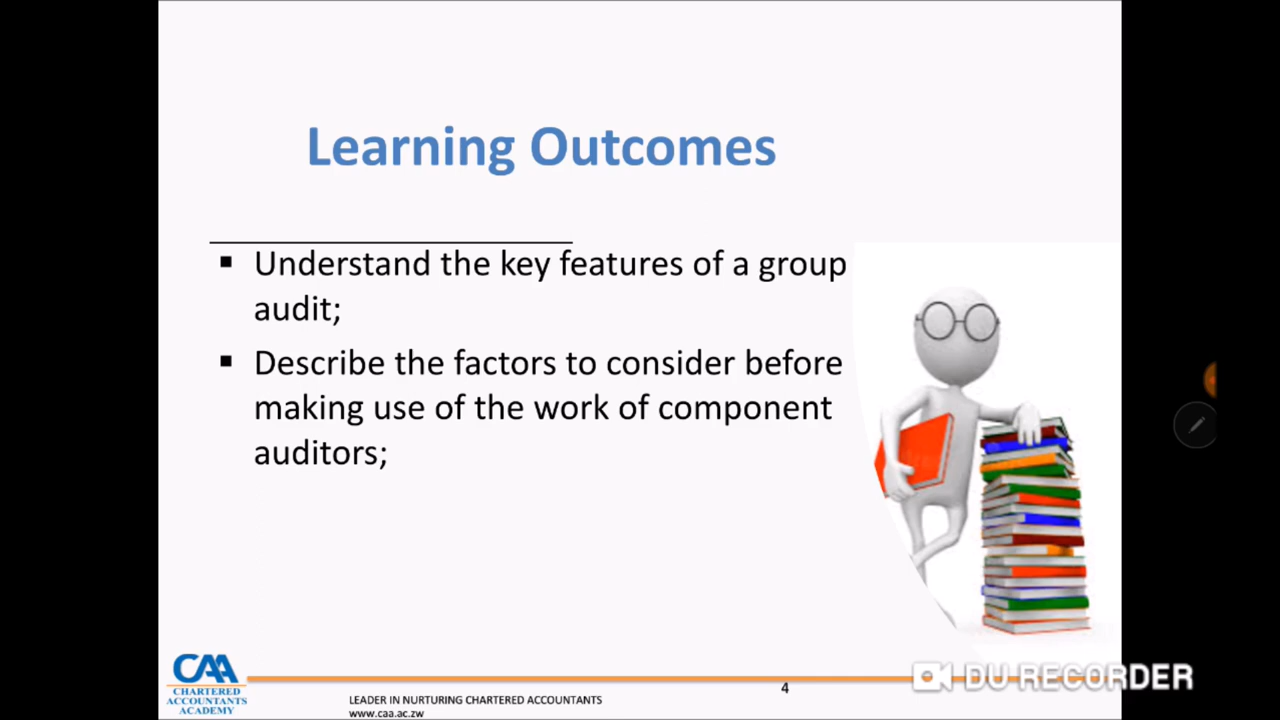 Learning Outcomes
▪ Understand the key features of a group
audit;
▪ Describe the factors to consider before
making use of the work of component
auditors;
CAA
CHARTERED
ACCOUNTANTS
ACADEMY
LEADER IN NURTURING CHARTERED ACCOUNTANTS
www.caa.ac.zw
4
DU RECORDER